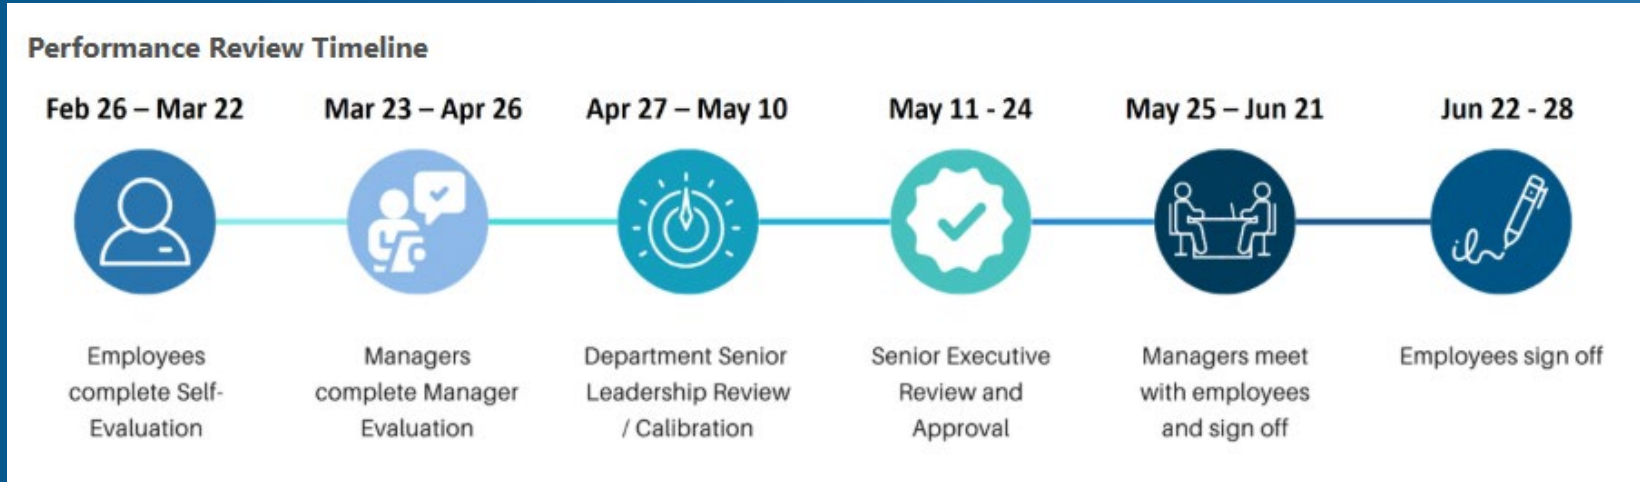 Performance Review Timeline
Feb 26 – Mar 22
Mar 23 – Apr 26
Apr 27 – May 10
May 11 - 24
May 25 – Jun 21
Jun 22 - 28
Employees
complete Self-
Evaluation
Managers
complete Manager
Evaluation
Department Senior
Leadership Review
/ Calibration
Senior Executive
Review and
Approval
Managers meet
with employees
and sign off
Employees sign off